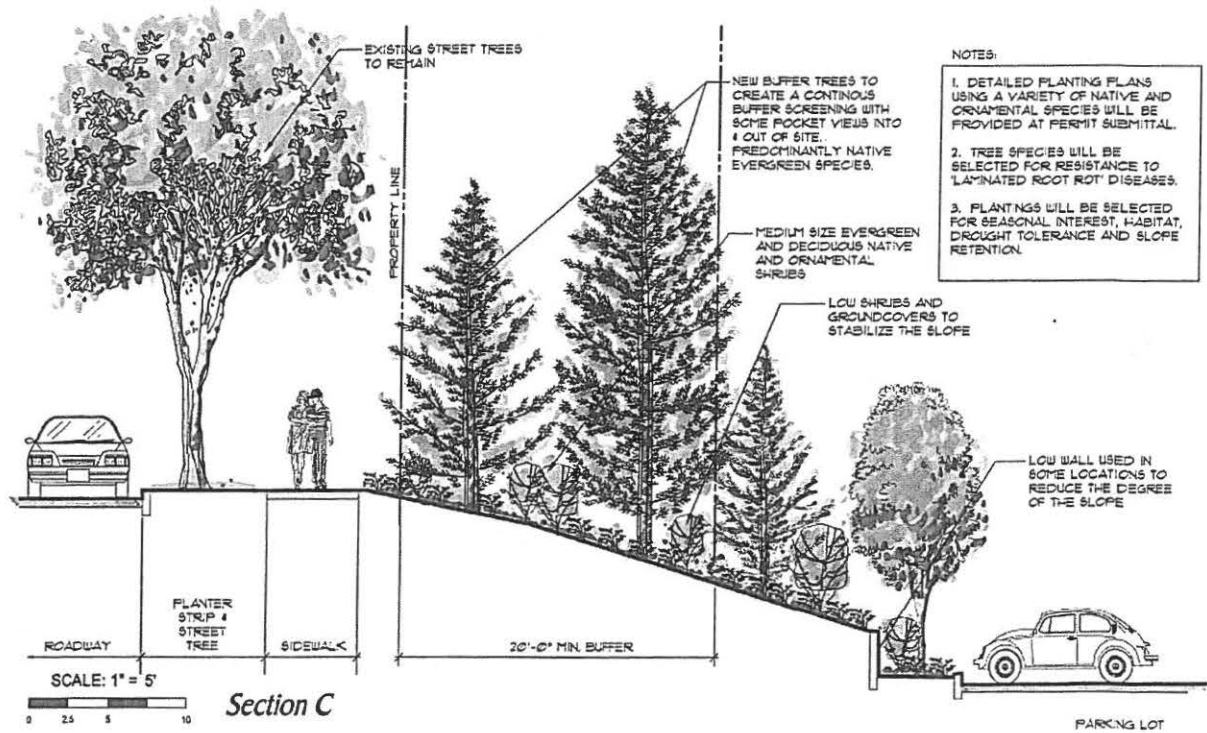 EXISTING STREET TREES
TO REMAIN
PROPERTY LINE
NEW BUFFER TREES TO
CREATE A CONTINOUS
BUFFER SCREENING WITH
SOME POCKET VIEWS INTO
& OUT OF SITE.
PREDOMINANTLY NATIVE
EVERGREEN SPECIES.
MEDIUM SIZE EVERGREEN
AND DECIDUOUS NATIVE
AND ORNAMENTAL
SHRUBS
LOW SHRUBS AND
GROUNDCOVERS TO
STABILIZE THE SLOPE
NOTES:
1. DETAILED PLANTING PLANS
USING A VARIETY OF NATIVE AND
ORNAMENTAL SPECIES WILL BE
PROVIDED AT PERMIT SUBMITTAL.
2. TREE SPECIES WILL BE
SELECTED FOR RESISTANCE TO
'LAMINATED ROOT ROT' DISEASES.
3. PLANTINGS WILL BE SELECTED
FOR SEASONAL INTEREST, HABITAT,
DROUGHT TOLERANCE AND SLOPE
RETENTION.
LOW WALL USED IN
SOME LOCATIONS TO
REDUCE THE DEGREE
OF THE SLOPE
ROADWAY
PLANTER
STRIP &
STREET
TREE
SIDEWALK
20'-0" MIN. BUFFER
SCALE: 1" = 5'
0 2.5 5 10
Section C
PARKING LOT